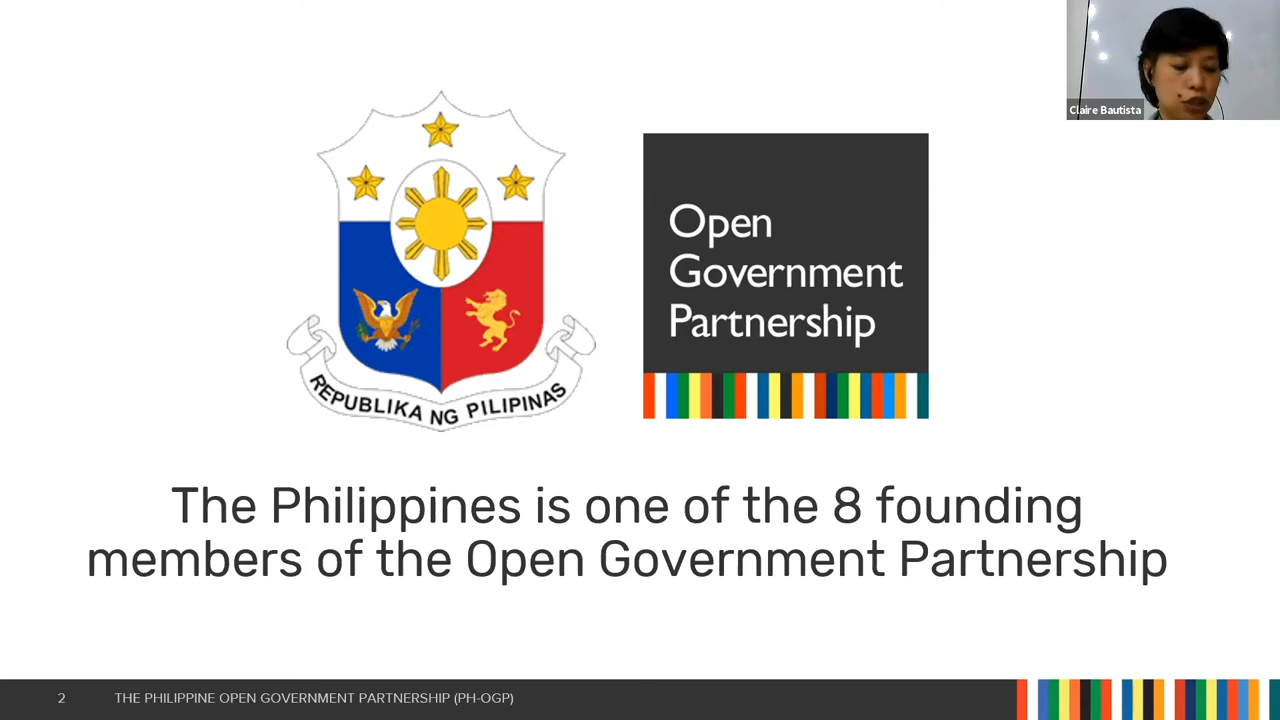 Claire Bautista
REPUBLIKA NG PILIPINAS
Open
Government
Partnership
The Philippines is one of the 8 founding
members of the Open Government Partnership
2
THE PHILIPPINE OPEN GOVERNMENT PARTNERSHIP (PH-OGP)